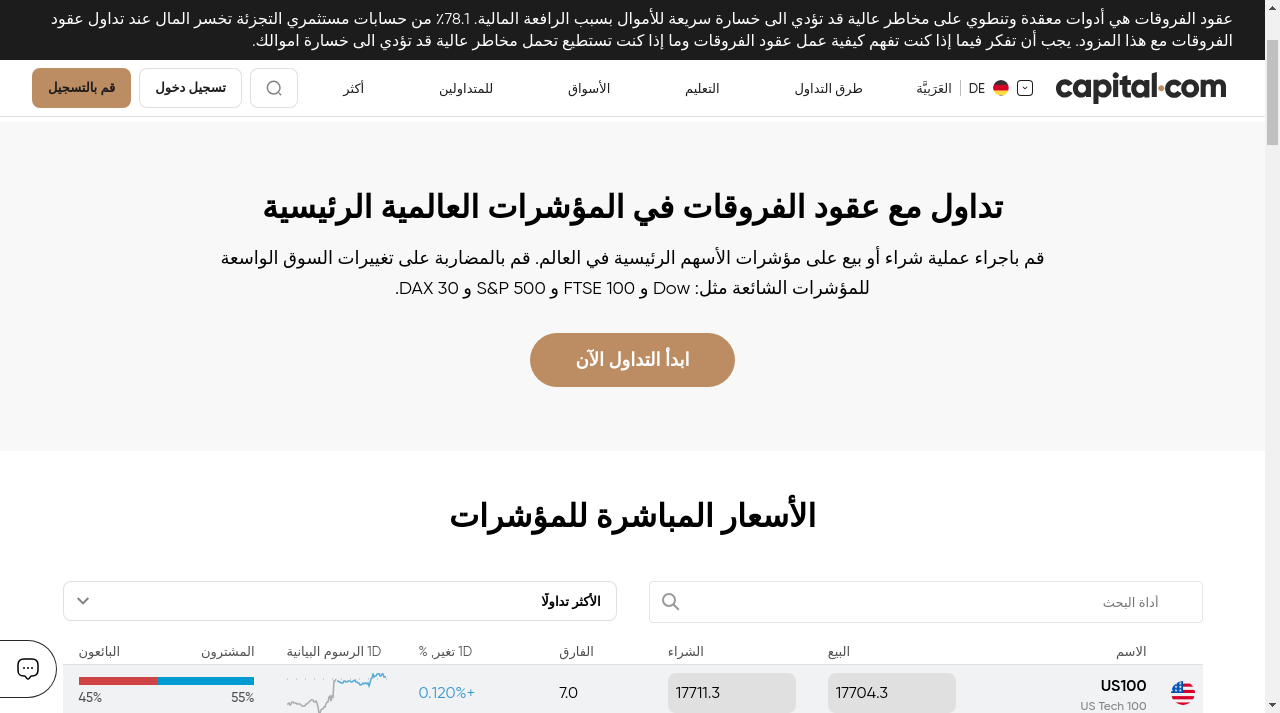 عقود الفروقات هي أدوات معقدة وتنطوي على مخاطر عالية قد تؤدي الى خسارة سريعة للأموال بسبب الرافعة المالية. 78.1٪ من حسابات مستثمري التجزئة تخسر المال عند تداول عقود
الفروقات مع هذا المزود. يجب أن تفكر فيما إذا كنت تفهم كيفية عمل عقود الفروقات وما إذا كنت تستطيع تحمل مخاطر عالية قد تؤدي الى خسارة اموالك.
capital.com
DE العَرَبيَّة
طرق التداول
التعليم
الأسواق
للمتداولين
أكثر
تسجيل دخول
قم بالتسجيل
تداول مع عقود الفروقات في المؤشرات العالمية الرئيسية
قم باجراء عملية شراء أو بيع على مؤشرات الأسهم الرئيسية في العالم. قم بالمضاربة على تغييرات السوق الواسعة
للمؤشرات الشائعة مثل: Dow و FTSE 100 و S&P 500 و DAX 30.
ابدأ التداول الآن
الأسعار المباشرة للمؤشرات
أداة البحث
الأكثر تداولًا
الاسم
البيع
الشراء
الفارق
1D تغير, %
1D الرسوم البيانية
المشترون
البائعون
US100
US Tech 100
17704.3
17711.3
7.0
0.120%+
55%
45%